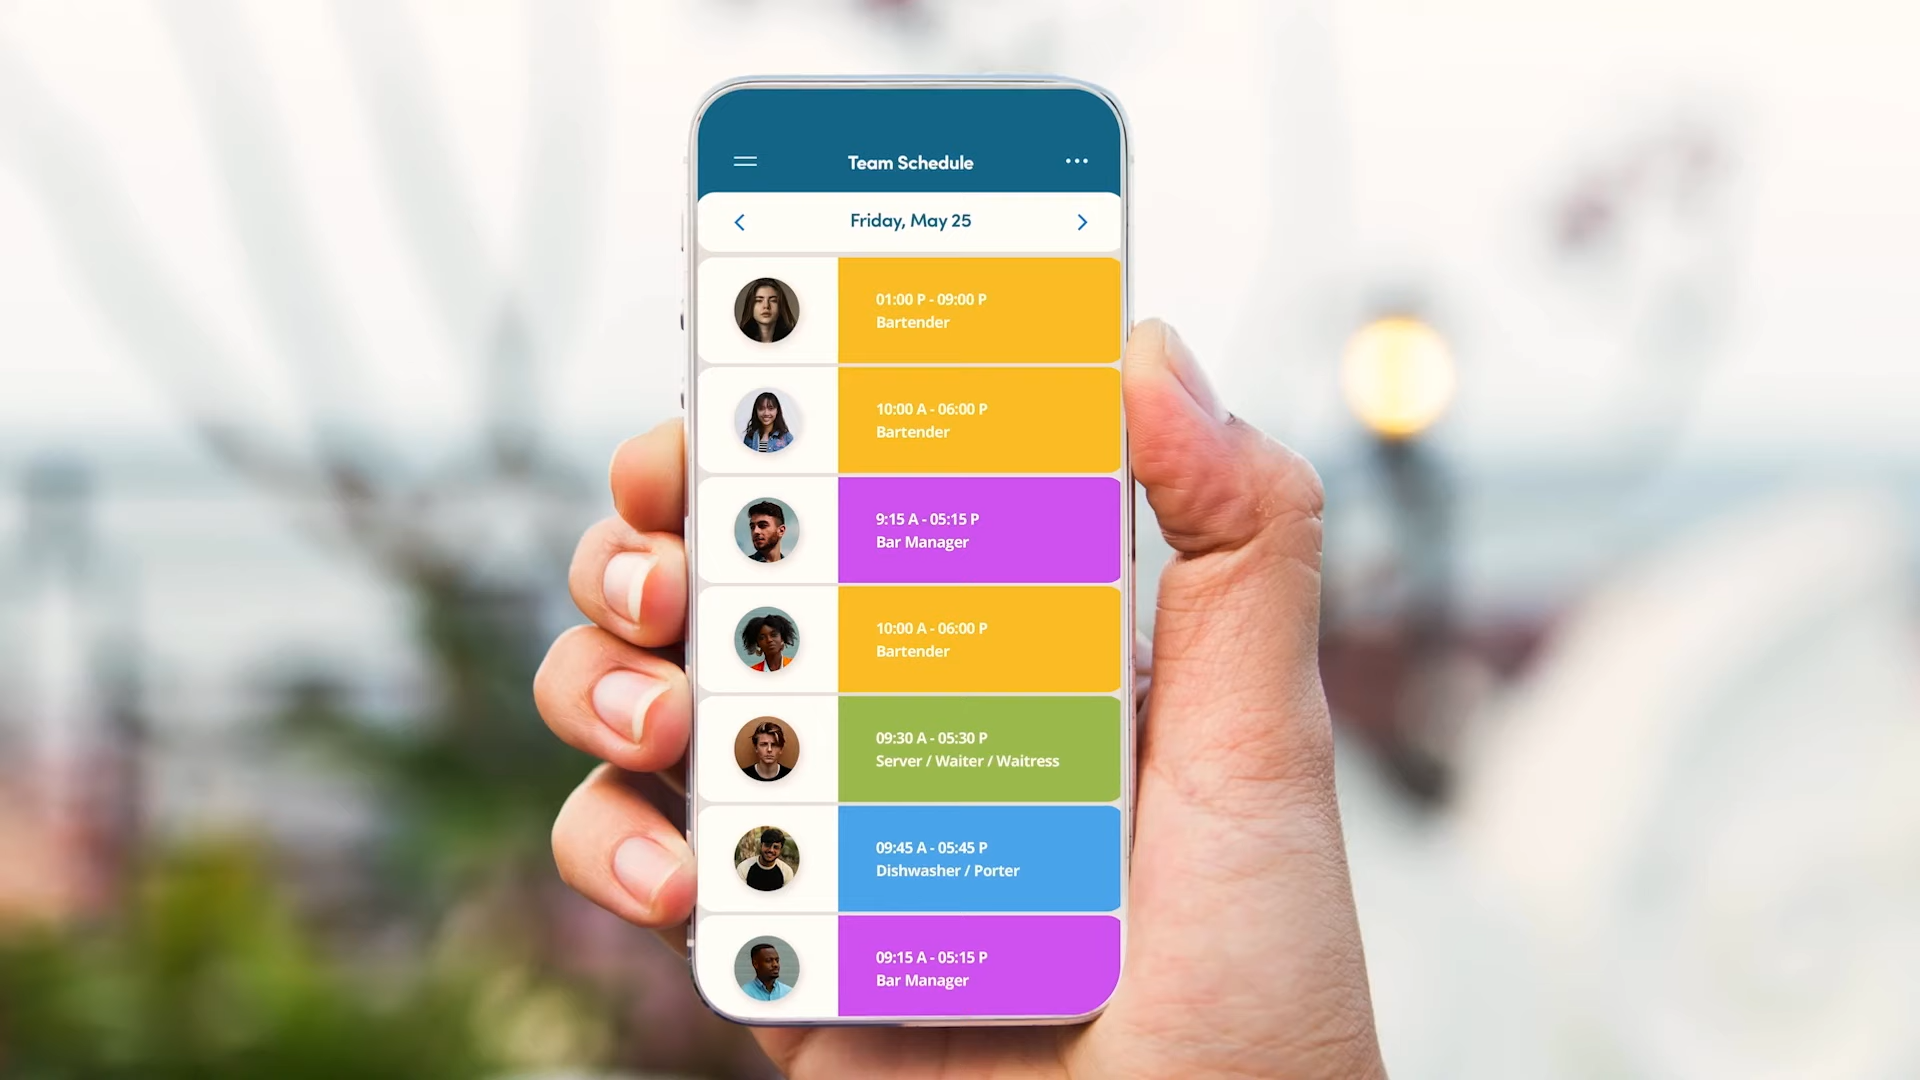 Team Schedule
Friday, May 25
01:00 P - 09:00 P
Bartender
10:00 A - 06:00 P
Bartender
9:15 A - 05:15 P
Bar Manager
10:00 A - 06:00 P
Bartender
09:30 A - 05:30 P
Server / Waiter / Waitress
09:45 A - 05:45 P
Dishwasher / Porter
09:15 A - 05:15 P
Bar Manager